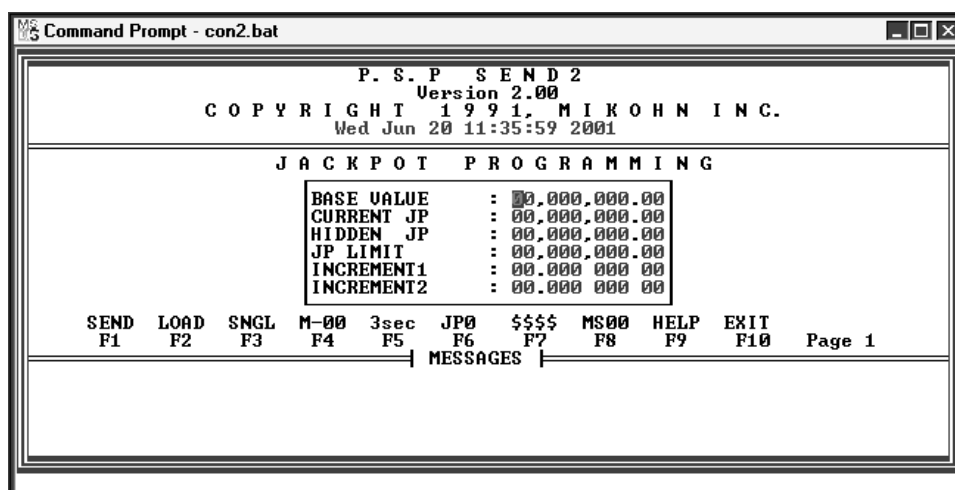 Command Prompt - con2.bat
P. S. P S E N D 2
Version 2.00
C O P Y R I G H T 1 9 9 1, M I K O H N I N C.
Wed Jun 20 11:35:59 2001
J A C K P O T P R O G R A M M I N G
BASE VALUE : 00,000,000.00
CURRENT JP : 00,000,000.00
HIDDEN JP : 00,000,000.00
JP LIMIT : 00,000,000.00
INCREMENT1 : 00.000 000 00
INCREMENT2 : 00.000 000 00
SEND LOAD SNGL M-00 3sec JP0 $$$$ MS00 HELP EXIT
F1 F2 F3 F4 F5 F6 F7 F8 F9 F10 Page 1
MESSAGES